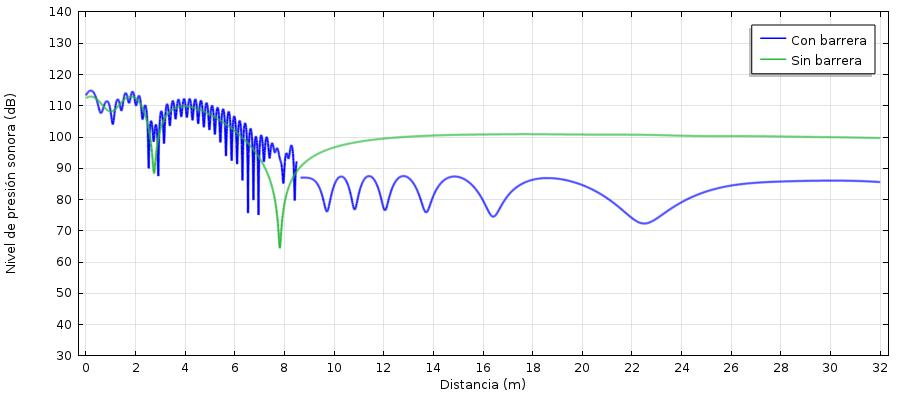 140
130
120
110
100
90
80
70
60
50
40
30
Nivel de presión sonora (dB)
Con barrera
Sin barrera
0 2 4 6 8 10 12 14 16 18 20 22 24 26 28 30 32
Distancia (m)